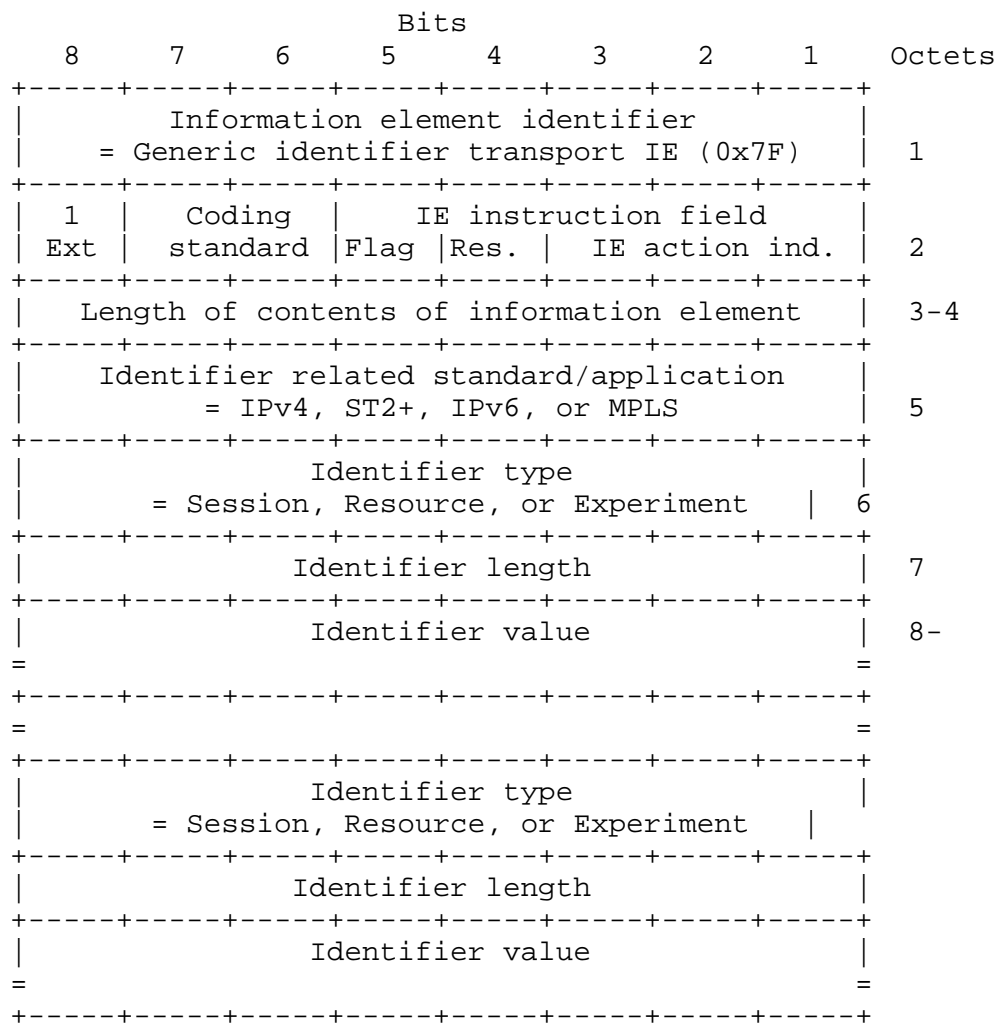 Bits
   8     7     6     5     4     3     2     1   Octets
+-----+-----+-----+-----+-----+-----+-----+-----+
|        Information element identifier         |
|    = Generic identifier transport IE (0x7F)   |  1
+-----+-----+-----+-----+-----+-----+-----+-----+
|  1  |   Coding  |    IE instruction field     |
| Ext |  standard |Flag |Res. |  IE action ind. |  2
+-----+-----+-----+-----+-----+-----+-----+-----+
|   Length of contents of information element   |  3-4
+-----+-----+-----+-----+-----+-----+-----+-----+
|    Identifier related standard/application    |
|          = IPv4, ST2+, IPv6, or MPLS          |  5
+-----+-----+-----+-----+-----+-----+-----+-----+
|                Identifier type                |
|       = Session, Resource, or Experiment   |  6
+-----+-----+-----+-----+-----+-----+-----+-----+
|               Identifier length               |  7
+-----+-----+-----+-----+-----+-----+-----+-----+
|                Identifier value               |  8-
=                                               =
+-----+-----+-----+-----+-----+-----+-----+-----+
=                                               =
+-----+-----+-----+-----+-----+-----+-----+-----+
|                Identifier type                |
|       = Session, Resource, or Experiment   |
+-----+-----+-----+-----+-----+-----+-----+-----+
|               Identifier length               |
+-----+-----+-----+-----+-----+-----+-----+-----+
|                Identifier value               |
=                                               =
+-----+-----+-----+-----+-----+-----+-----+-----+